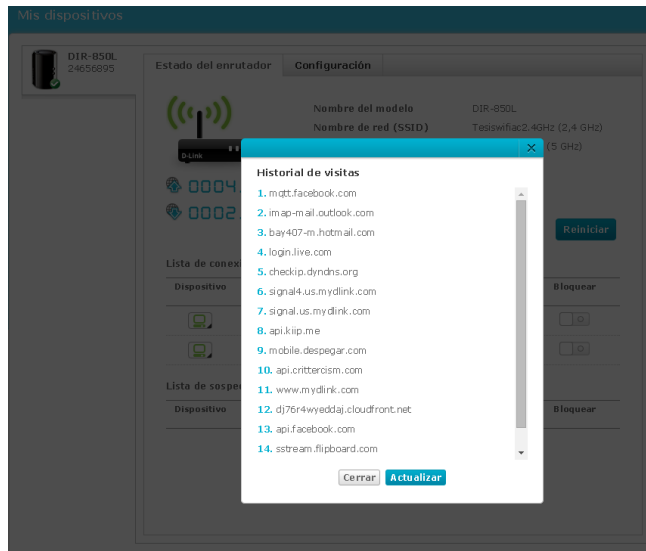 Mis dispositivos
DIR-850L
24656895
Estado del enrutador
Configuración
Nombre del modelo DIR-850L
Nombre de red (SSID) Tesiswifiac2.4GHz (2,4 GHz)
(5 GHz)
D-Link
0004
0002
Reiniciar
Lista de conexi
Dispositivo Bloquear
Lista de sospe
Dispositivo Bloquear
Historial de visitas
1. mqtt.facebook.com
2. imap-mail.outlook.com
3. bay407-m.hotmail.com
4. login.live.com
5. checkip.dyndns.org
6. signal4.us.mydlink.com
7. signal.us.mydlink.com
8. api.kiip.me
9. mobile.despegar.com
10. api.crittercism.com
11. www.mydlink.com
12. dj76r4wyeddaj.cloudfront.net
13. api.facebook.com
14. sstream.flipboard.com
Cerrar Actualizar